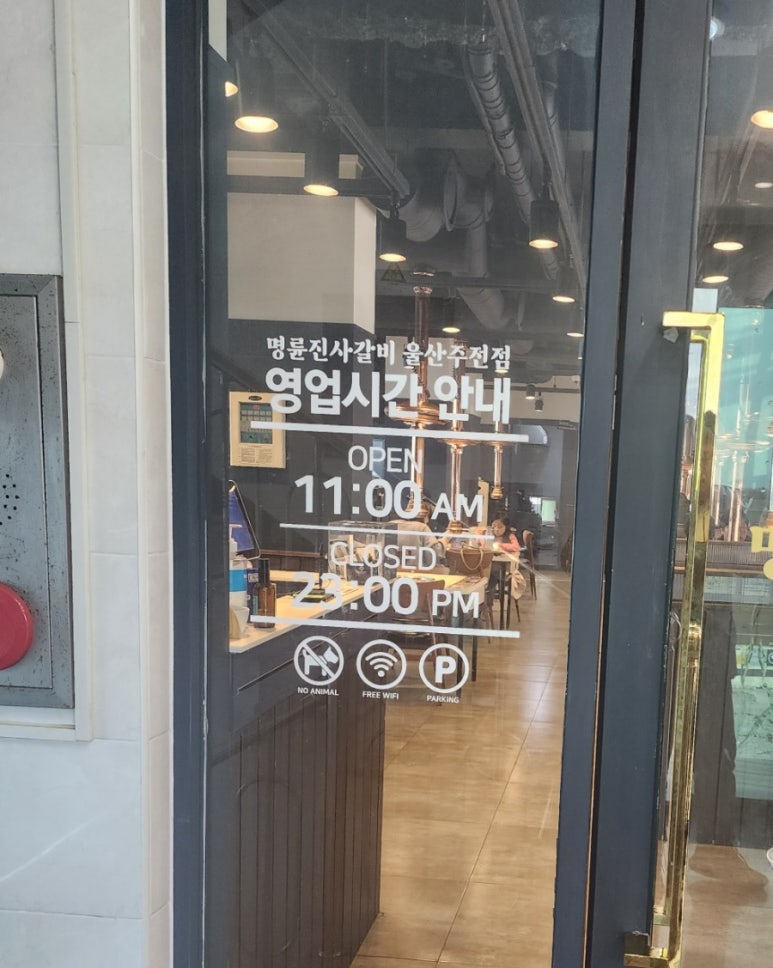 명륜진사갈비 울산주전점
영업시간 안내
OPEN
11:00 AM
CLOSED
23:00 PM
NO ANIMAL
FREE WIFI
P
PARKING